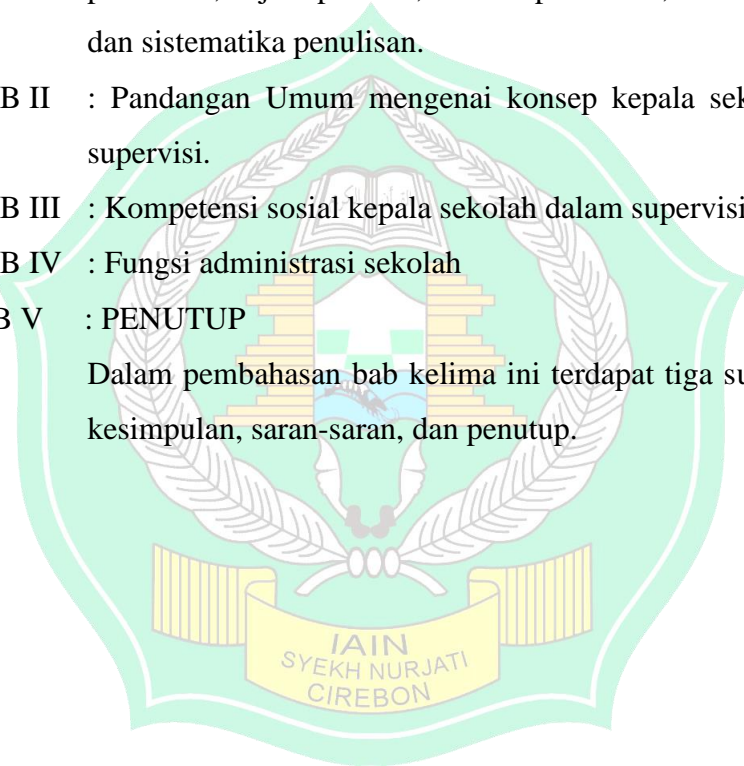 dan sistematika penulisan.
B II : Pandangan Umum mengenai konsep kepala
supervisi.
B III : Kompetensi sosial kepala sekolah dalam supervisi
B IV : Fungsi administrasi sekolah
B V : PENUTUP
Dalam pembahasan bab kelima ini terdapat tiga
kesimpulan, saran-saran, dan penutup.
IAIN
SYEKH NURJATI
CIREBON